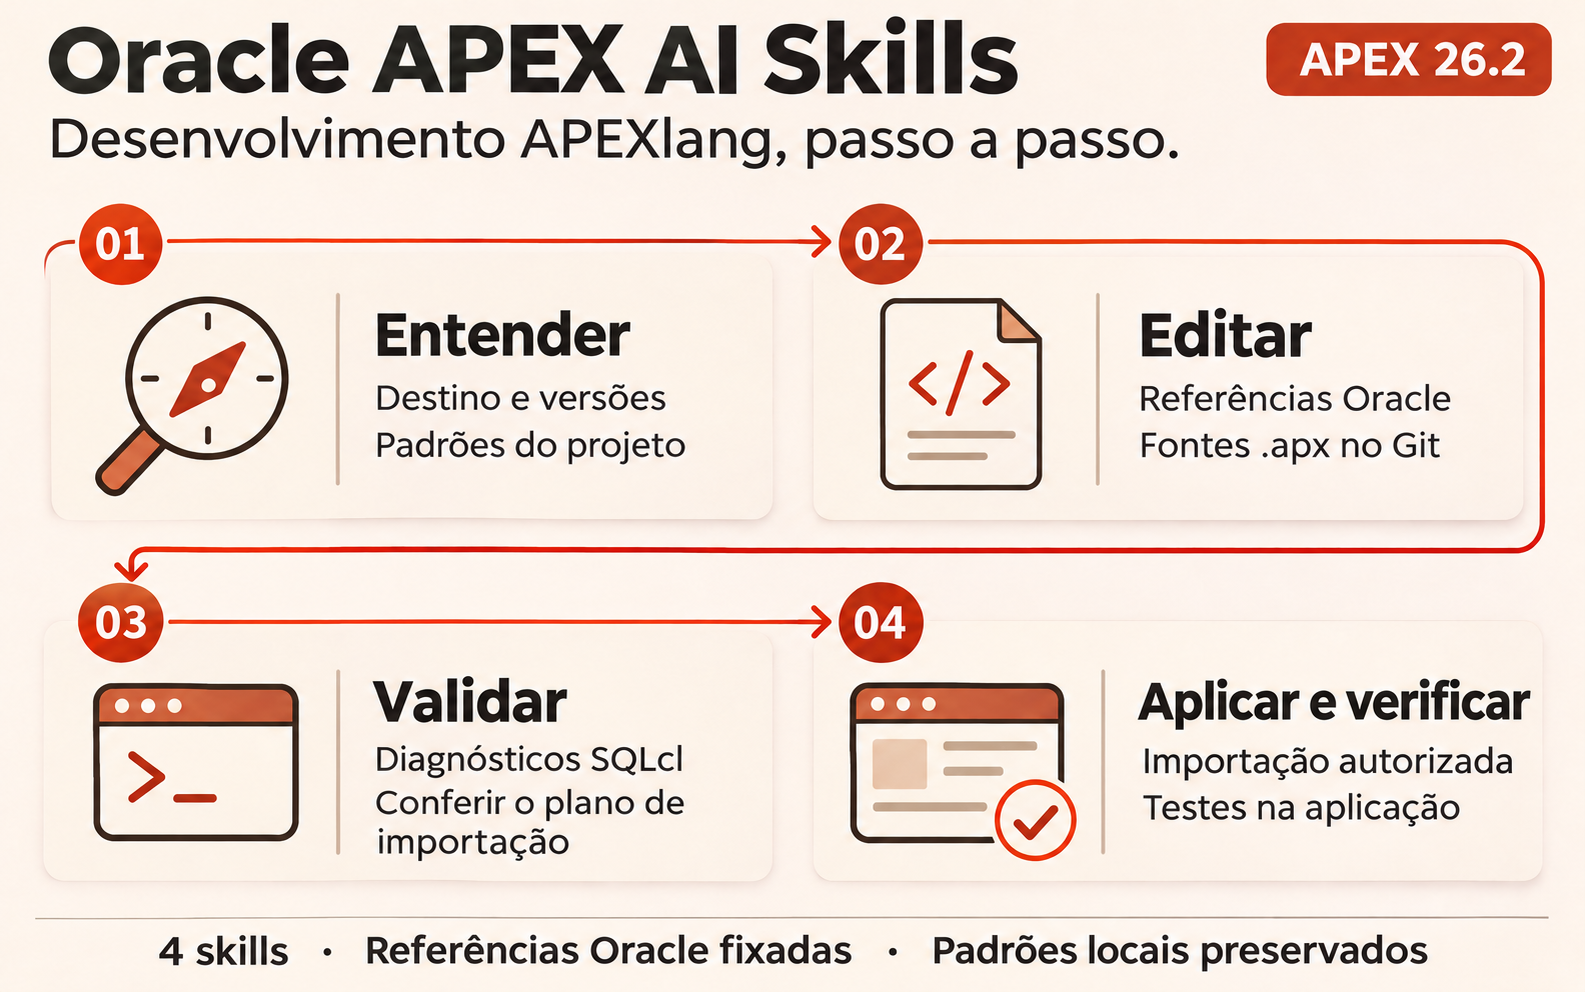 Oracle APEX AI Skills
APEX 26.2
Desenvolvimento APEXlang, passo a passo.
01
Entender
Destino e versões
Padrões do projeto
02
</>
Editar
Referências Oracle
Fontes .apx no Git
03
>_
Validar
Diagnósticos SQLcl
Conferir o plano de
importação
04
Aplicar e verificar
Importação autorizada
Testes na aplicação
4 skills · Referências Oracle fixadas · Padrões locais preservados